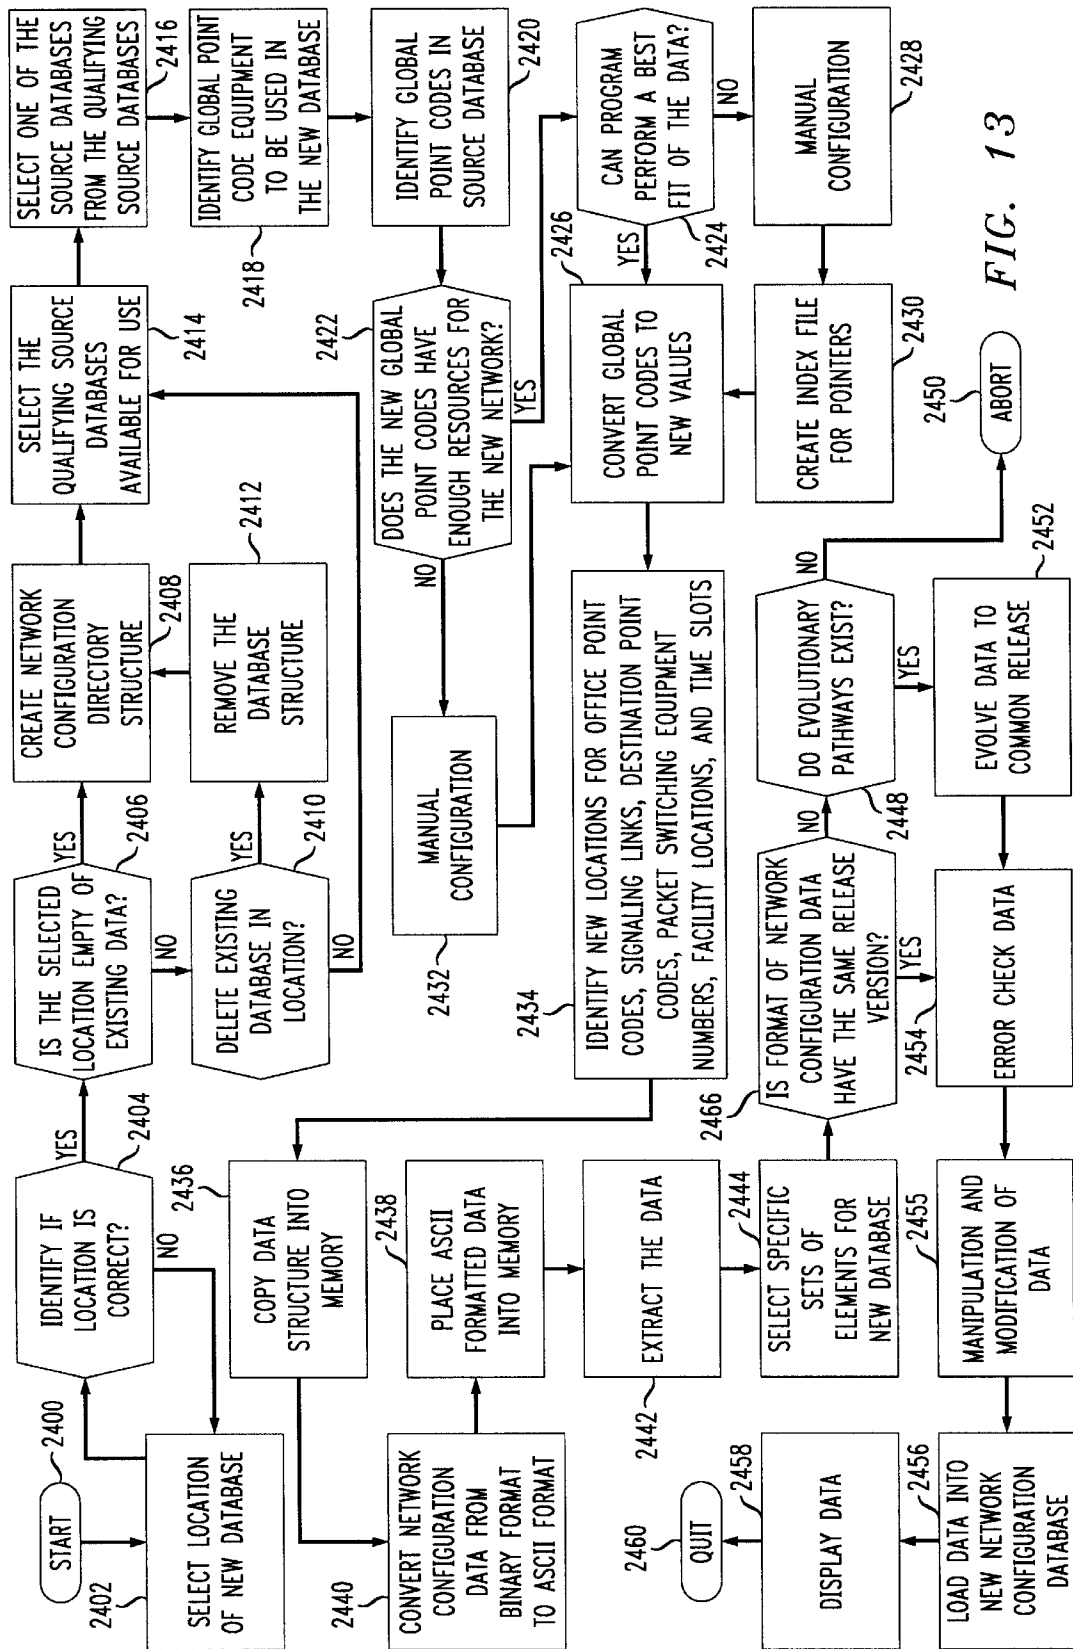 START
2400
SELECT LOCATION
OF NEW DATABASE
2402
IDENTIFY IF
LOCATION IS
CORRECT?
2404
YES
NO
IS THE SELECTED
LOCATION EMPTY OF
EXISTING DATA?
2406
YES
NO
CREATE NETWORK
CONFIGURATION
DIRECTORY
STRUCTURE
2408
DELETE EXISTING
DATABASE IN
LOCATION?
2410
YES
NO
REMOVE THE
DATABASE
STRUCTURE
2412
SELECT THE
QUALIFYING SOURCE
DATABASES
AVAILABLE FOR USE
2414
SELECT ONE OF THE
SOURCE DATABASES
FROM THE QUALIFYING
SOURCE DATABASES
2416
IDENTIFY GLOBAL POINT
CODE EQUIPMENT
TO BE USED IN
THE NEW DATABASE
2418
IDENTIFY GLOBAL
POINT CODES IN
SOURCE DATABASE
2420
DOES THE NEW GLOBAL
POINT CODES HAVE
ENOUGH RESOURCES FOR
THE NEW NETWORK?
2422
YES
NO
CAN PROGRAM
PERFORM A BEST
FIT OF THE DATA?
2424
YES
NO
CONVERT GLOBAL
POINT CODES TO
NEW VALUES
2426
MANUAL
CONFIGURATION
2428
CREATE INDEX FILE
FOR POINTERS
2430
MANUAL
CONFIGURATION
2432
IDENTIFY NEW LOCATIONS FOR OFFICE POINT
CODES, SIGNALING LINKS, DESTINATION POINT
CODES, PACKET SWITCHING EQUIPMENT
NUMBERS, FACILITY LOCATIONS, AND TIME SLOTS
2434
COPY DATA
STRUCTURE INTO
MEMORY
2436
CONVERT NETWORK
CONFIGURATION
DATA FROM
BINARY FORMAT
TO ASCII FORMAT
2440
PLACE ASCII
FORMATTED DATA
INTO MEMORY
2438
EXTRACT THE DATA
2442
SELECT SPECIFIC
SETS OF
ELEMENTS FOR
NEW DATABASE
2444
IS FORMAT OF NETWORK
CONFIGURATION DATA
HAVE THE SAME RELEASE
VERSION?
2466
NO
YES
DO EVOLUTIONARY
PATHWAYS EXIST?
2448
NO
YES
ABORT
2450
EVOLVE DATA TO
COMMON RELEASE
2452
ERROR CHECK DATA
2454
MANIPULATION AND
MODIFICATION OF
DATA
2455
LOAD DATA INTO
NEW NETWORK
CONFIGURATION
DATABASE
2456
DISPLAY DATA
2458
QUIT
2460
FIG. 13